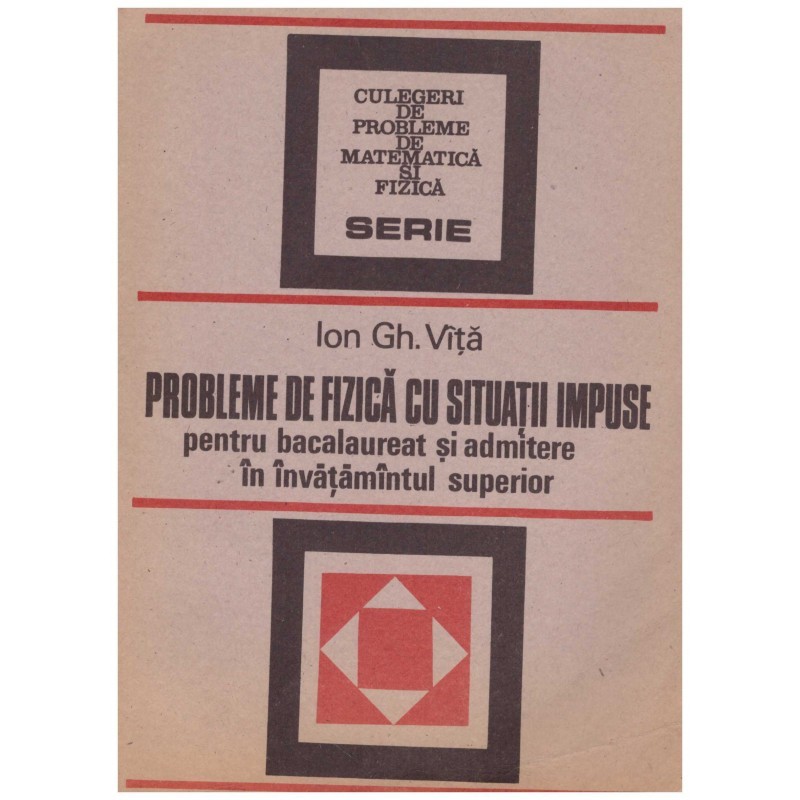 CULEGERI
DE
PROBLEME
DE
MATEMATICĂ
SI
FIZICĂ
SERIE
Ion Gh. Vîță
PROBLEME DE FIZICĂ CU SITUAȚII IMPUSE
pentru bacalaureat și admitere
în învățămîntul superior